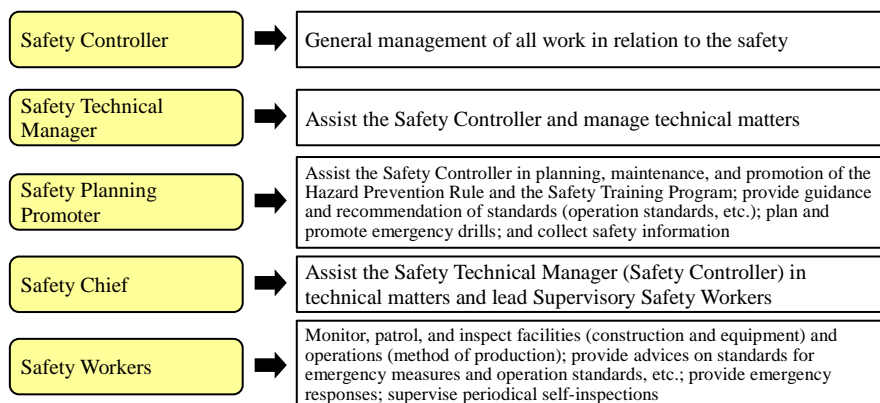 Safety Controller
General management of all work in relation to the safety
Safety Technical
Manager
Assist the Safety Controller and manage technical matters
Safety Planning
Promoter
Assist the Safety Controller in planning, maintenance, and promotion of the
Hazard Prevention Rule and the Safety Training Program; provide guidance
and recommendation of standards (operation standards, etc.); plan and
promote emergency drills; and collect safety information
Safety Chief
Assist the Safety Technical Manager (Safety Controller) in
technical matters and lead Supervisory Safety Workers
Safety Workers
Monitor, patrol, and inspect facilities (construction and equipment) and
operations (method of production); provide advices on standards for
emergency measures and operation standards, etc.; provide emergency
responses; supervise periodical self-inspections